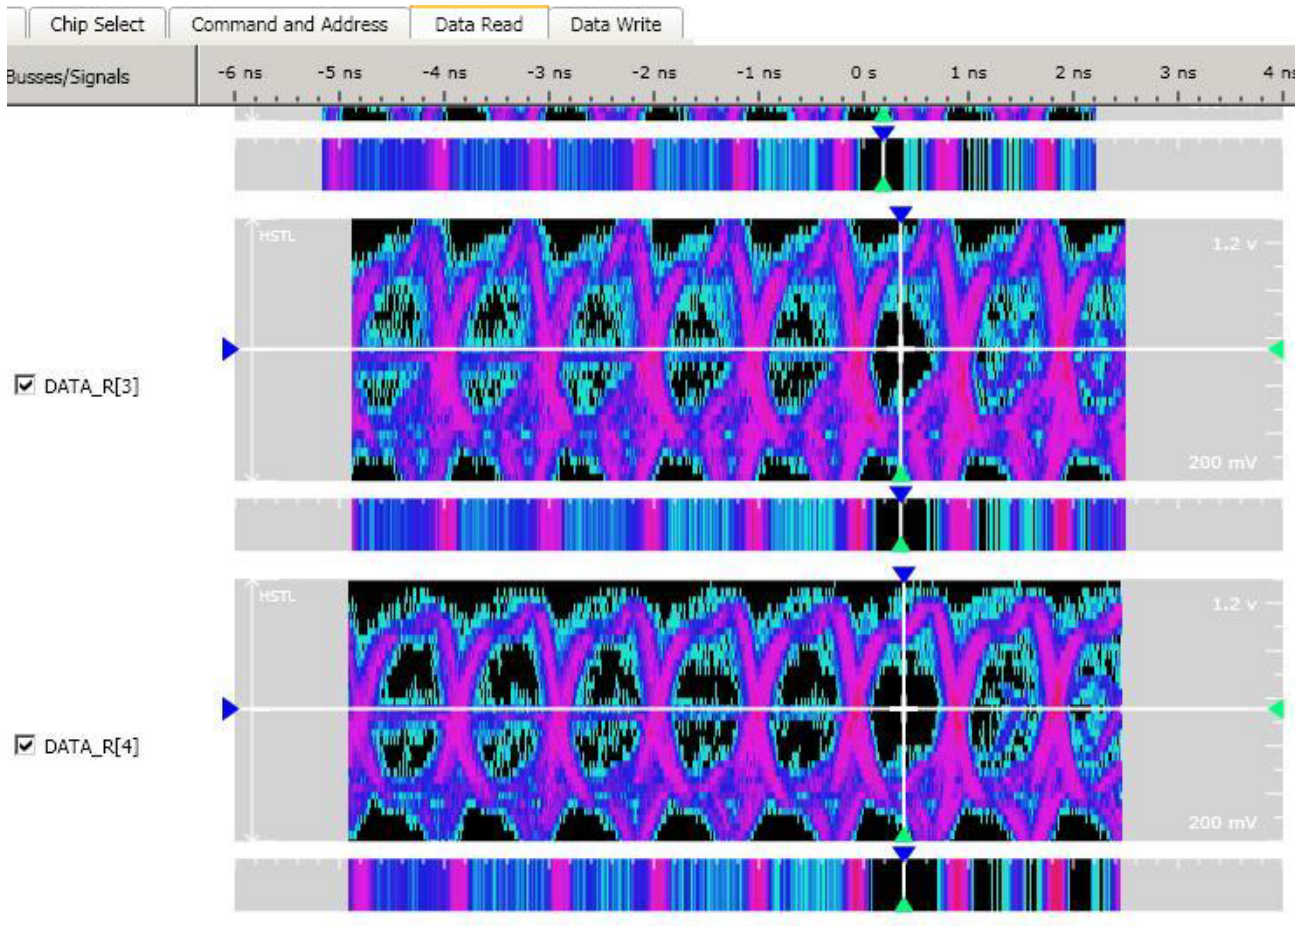 Chip Select Command and Address Data Read Data Write
Busses/Signals -6 ns -5 ns -4 ns -3 ns -2 ns -1 ns 0 s 1 ns 2 ns 3 ns 4 ns
HSTL 1.2 v
DATA_R[3]
200 mV
HSTL 1.2 v
DATA_R[4]
200 mV